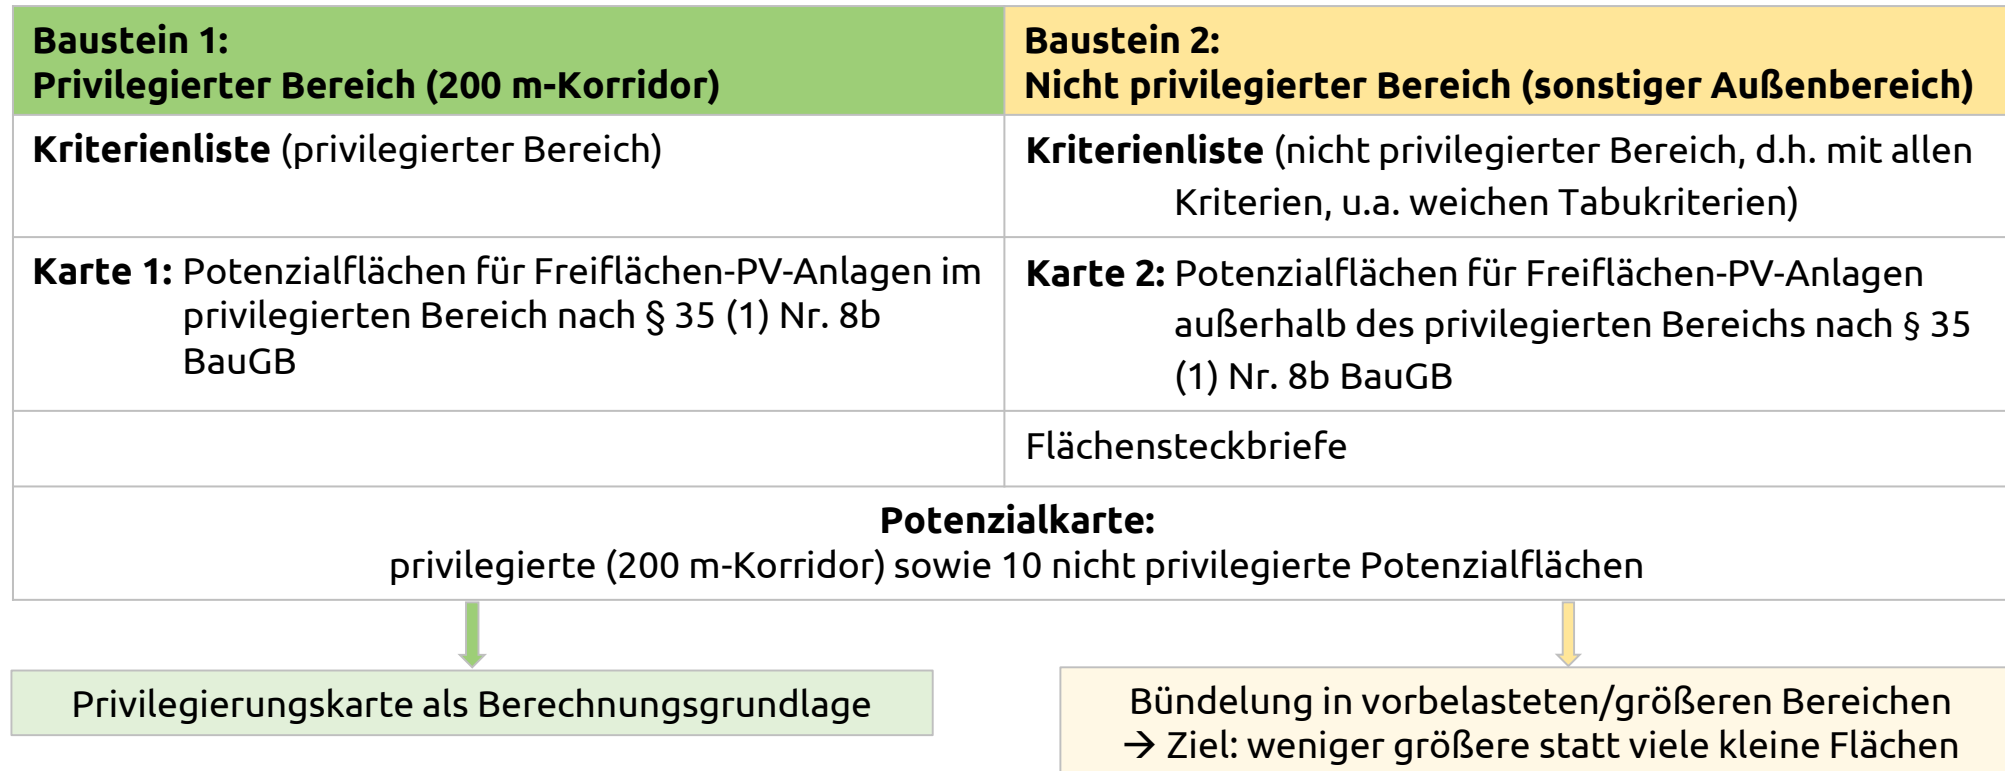 Baustein 1:
Privilegierter Bereich (200 m-Korridor)
Baustein 2:
Nicht privilegierter Bereich (sonstiger Außenbereich)
Kriterienliste (privilegierter Bereich)
Kriterienliste (nicht privilegierter Bereich, d.h. mit allen
Kriterien, u.a. weichen Tabukriterien)
Karte 1: Potenzialflächen für Freiflächen-PV-Anlagen im
privilegierten Bereich nach § 35 (1) Nr. 8b
BauGB
Karte 2: Potenzialflächen für Freiflächen-PV-Anlagen
außerhalb des privilegierten Bereichs nach § 35
(1) Nr. 8b BauGB
Flächensteckbriefe
Potenzialkarte:
privilegierte (200 m-Korridor) sowie 10 nicht privilegierte Potenzialflächen
Privilegierungskarte als Berechnungsgrundlage
Bündelung in vorbelasteten/größeren Bereichen
→ Ziel: weniger größere statt viele kleine Flächen